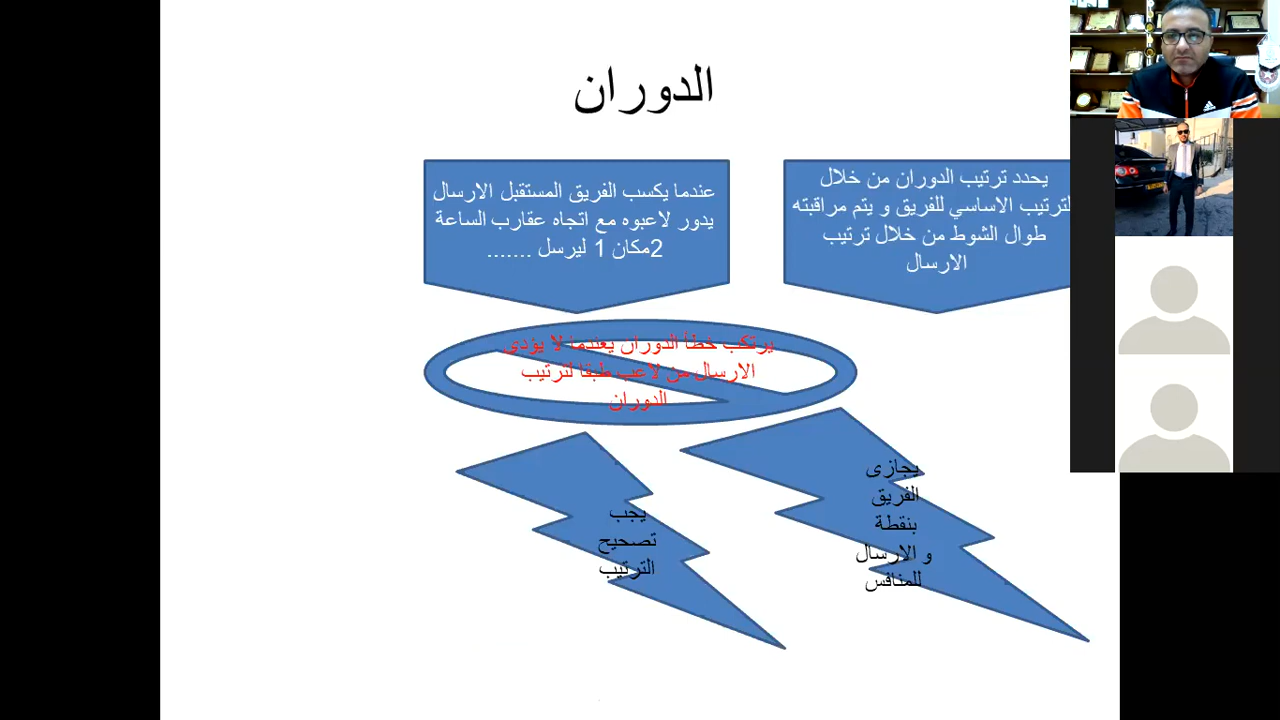 الدوران
يحدد ترتيب الدوران من خلال
لترتيب الاساسي للفريق و يتم مراقبته
طوال الشوط من خلال ترتيب
الارسال
عندما يكسب الفريق المستقبل الارسال
يدور لاعبوه مع اتجاه عقارب الساعة
2مكان 1 ليرسل .......
يرتكب خطأ الدوران يعندما لا يؤدى
الارسال من لاعب طبقا لترتيب
الدوران
يجازى
الفريق
بنقطة
و الارسال
للمنافس
يجب
تصحيح
الترتيب